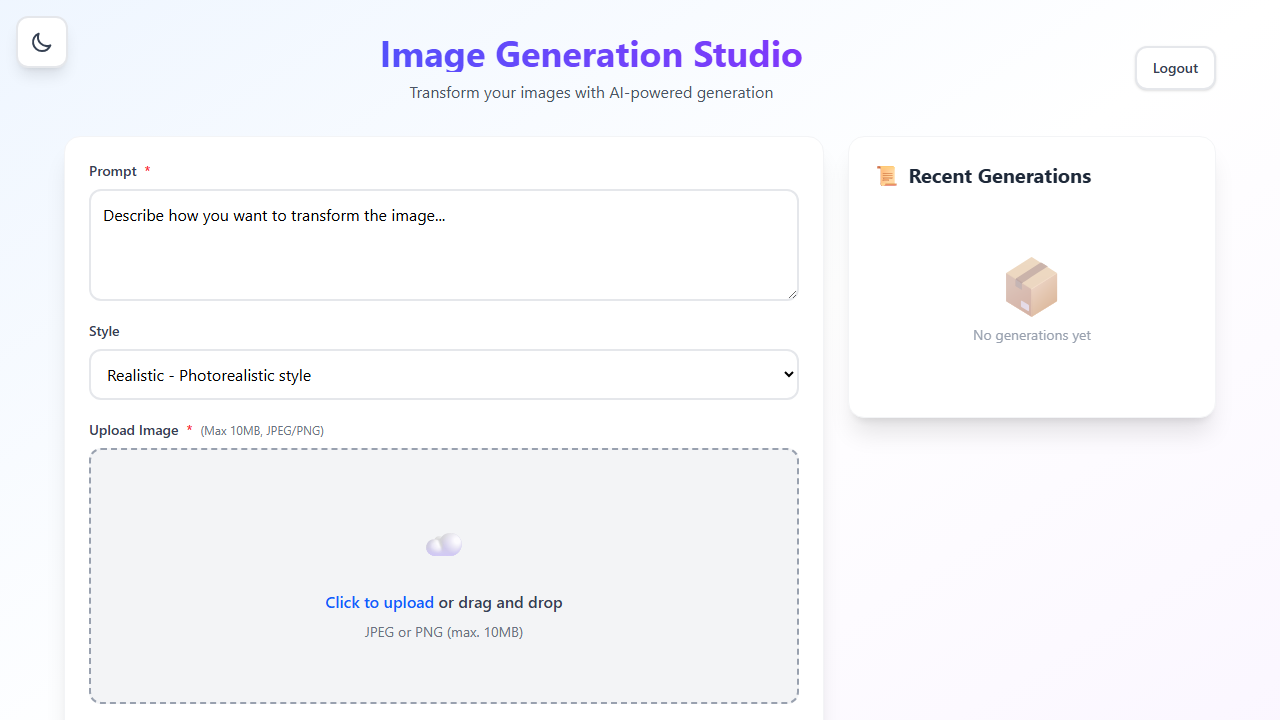 Image Generation Studio
Transform your images with AI-powered generation
Logout
Prompt *
Describe how you want to transform the image...
Style
Realistic - Photorealistic style
Upload Image * (Max 10MB, JPEG/PNG)
Click to upload or drag and drop
JPEG or PNG (max. 10MB)
Recent Generations
No generations yet